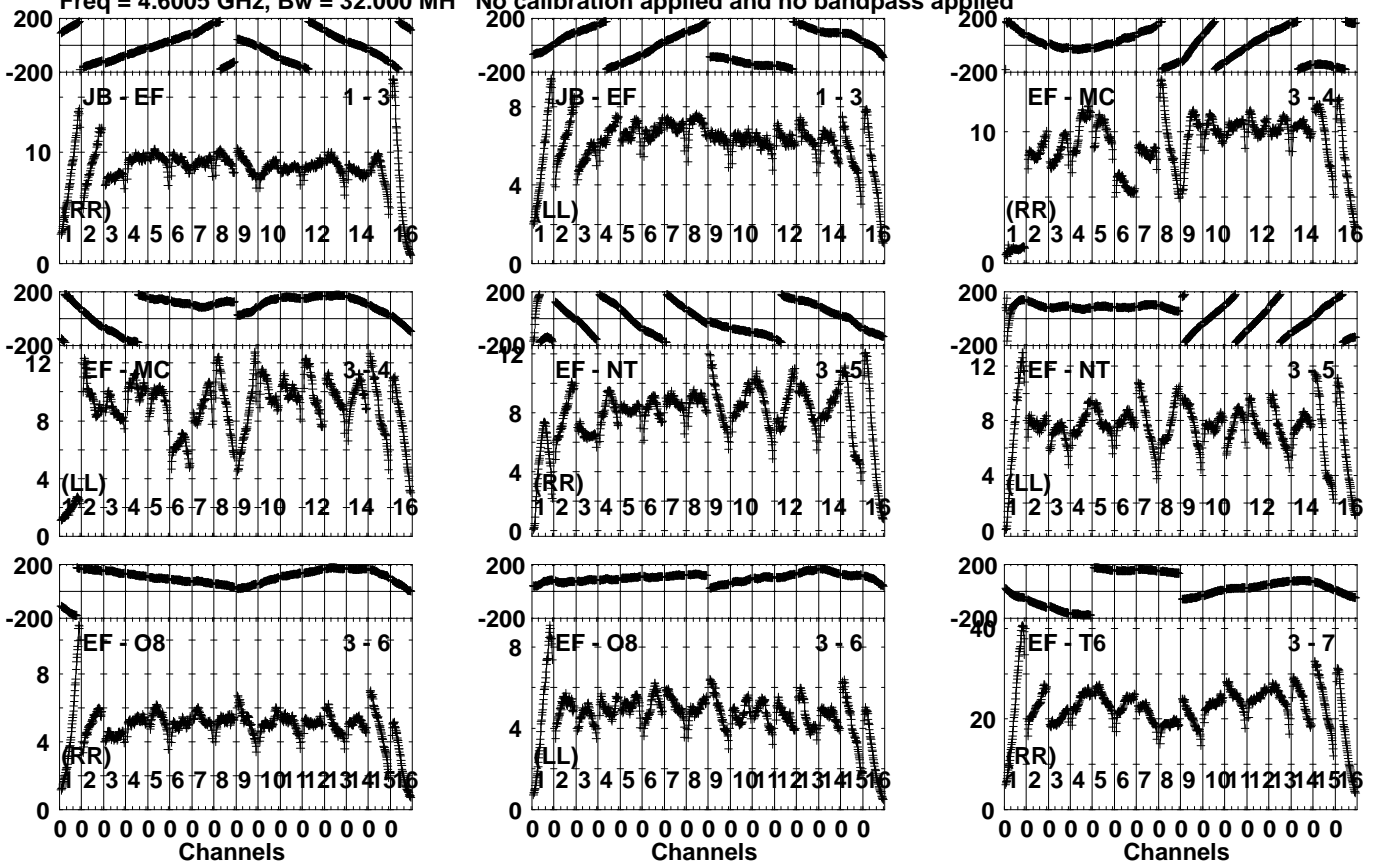 Freq = 4.6005 GHz, Bw = 32.000 MH No calibration applied and no bandpass applied
200
-200
JB - EF 1 - 3
10
(RR)
1 2 3 4 5 6 7 8 9 10 12 14 16
0
200
-200
JB - EF 1 - 3
8
4
(LL)
1 2 3 4 5 6 7 8 9 10 12 14 16
0
200
-200
EF - MC 3 - 4
10
(RR)
1 2 3 4 5 6 7 8 9 10 12 14 16
0
200
-200
12
EF - MC 3 - 4
8
4
(LL)
1 2 3 4 5 6 7 8 9 10 12 14 16
0
200
-200
12
EF - NT 3 - 5
8
4
(RR)
1 2 3 4 5 6 7 8 9 10 12 14 16
0
200
-200
12
EF - NT 3 - 5
8
4
(LL)
1 2 3 4 5 6 7 8 9 10 12 14 16
0
200
-200
EF - O8 3 - 6
8
4
(RR)
1 2 3 4 5 6 7 8 9 10 11 12 13 14 15 16
0
0 0 0 0 0 0 0 0 0 0 0 0 0 0 0 0
Channels
200
-200
EF - O8 3 - 6
8
4
(LL)
1 2 3 4 5 6 7 8 9 10 11 12 13 14 15 16
0
0 0 0 0 0 0 0 0 0 0 0 0 0 0 0 0
Channels
200
-200
40
EF - T6 3 - 7
20
(RR)
1 2 3 4 5 6 7 8 9 10 11 12 13 14 15 16
0
0 0 0 0 0 0 0 0 0 0 0 0 0 0 0 0
Channels